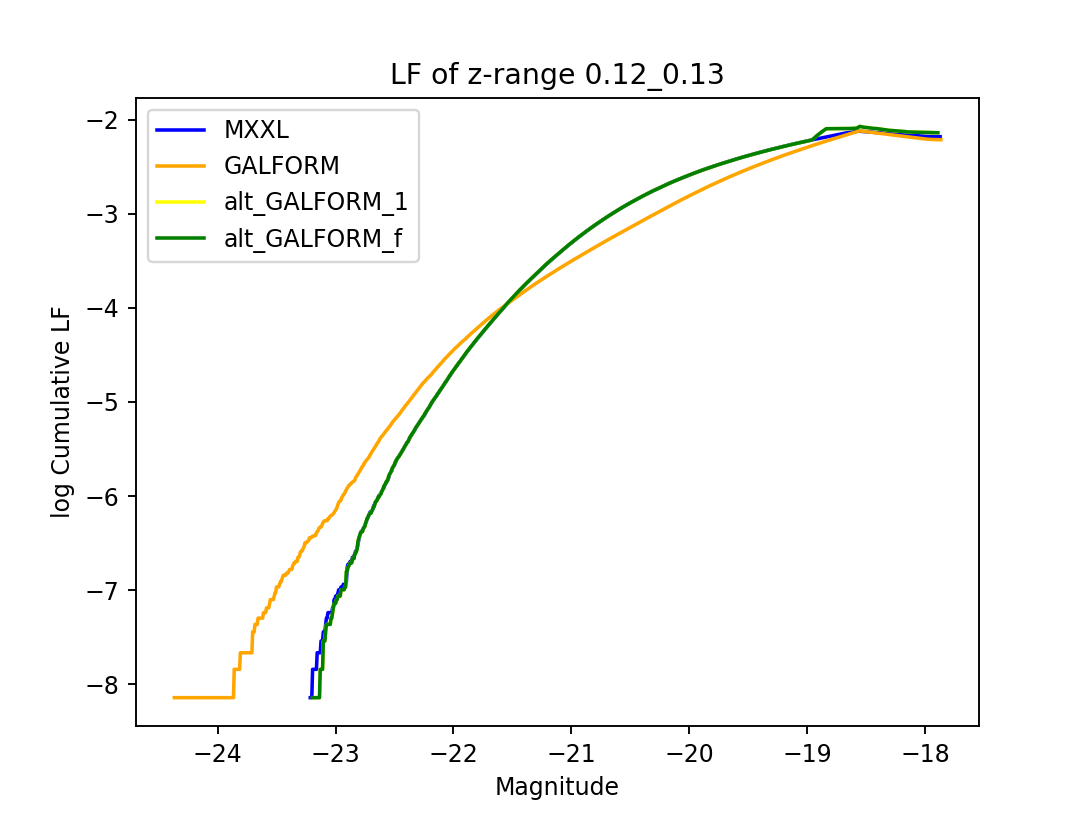 LF of z-range 0.12_0.13
MXXL
GALFORM
alt_GALFORM_1
alt_GALFORM_f
log Cumulative LF
−2
−3
−4
−5
−6
−7
−8
−24
−23
−22
−21
−20
−19
−18
Magnitude